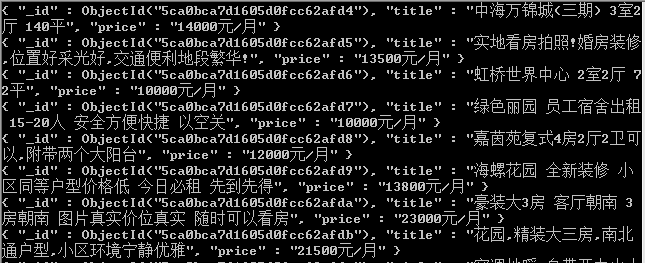 { "_id" : ObjectId("5ca0bca7d1605d0fcc62afd4"), "title" : "中海万锦城(三期) 3室2
厅 140平", "price" : "14000元/月" }
{ "_id" : ObjectId("5ca0bca7d1605d0fcc62afd5"), "title" : "实地看房拍照!婚房装修
,位置好采光好,交通便利地段繁华!", "price" : "13500元/月" }
{ "_id" : ObjectId("5ca0bca7d1605d0fcc62afd6"), "title" : "虹桥世界中心 2室2厅 7
2平", "price" : "10000元/月" }
{ "_id" : ObjectId("5ca0bca7d1605d0fcc62afd7"), "title" : "绿色丽园 员工宿舍出租
 15-20人 安全方便快捷 以空关", "price" : "10000元/月" }
{ "_id" : ObjectId("5ca0bca7d1605d0fcc62afd8"), "title" : "嘉茵苑复式4房2厅2卫可
以,附带两个大阳台", "price" : "12000元/月" }
{ "_id" : ObjectId("5ca0bca7d1605d0fcc62afd9"), "title" : "海螺花园 全新装修 小
区同等户型价格低 今日必租 先到先得", "price" : "13800元/月" }
{ "_id" : ObjectId("5ca0bca7d1605d0fcc62afda"), "title" : "豪装大3房 客厅朝南 3
房朝南 图片真实价位真实 随时可以看房", "price" : "23000元/月" }
{ "_id" : ObjectId("5ca0bca7d1605d0fcc62afdb"), "title" : "花园,精装大三房,南北
通户型,小区环境宁静优雅", "price" : "21500元/月" }